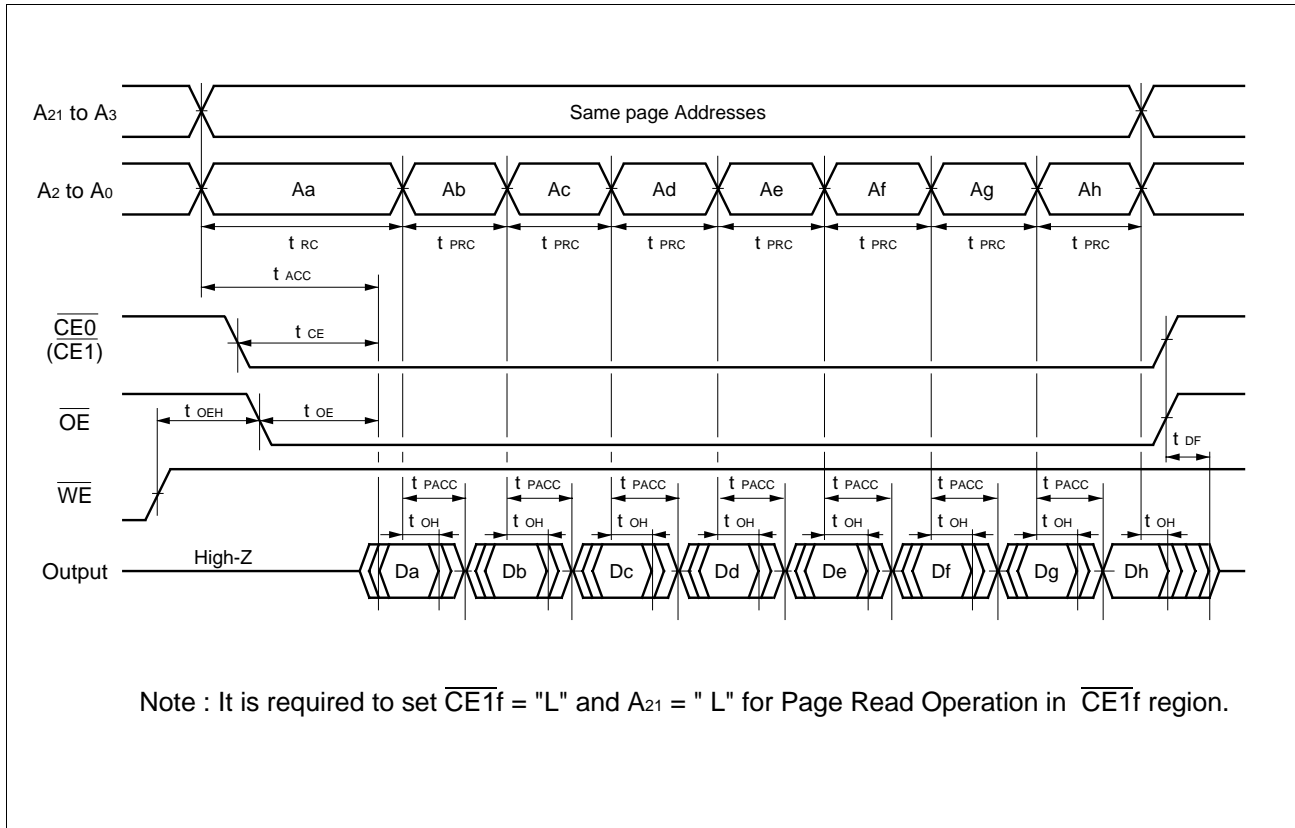 A21 to A3
Same page Addresses
A2 to A0
Aa Ab Ac Ad Ae Af Ag Ah
t RC t PRC t PRC t PRC t PRC t PRC t PRC t PRC
t ACC
CE0
(CE1)
t CE
OE
t OEH t OE
t DF
WE
t PACC t PACC t PACC t PACC t PACC t PACC t PACC
t OH t OH t OH t OH t OH t OH t OH t OH
Output
High-Z
Da Db Dc Dd De Df Dg Dh
Note : It is required to set CE1f = "L" and A21 = " L" for Page Read Operation in CE1f region.